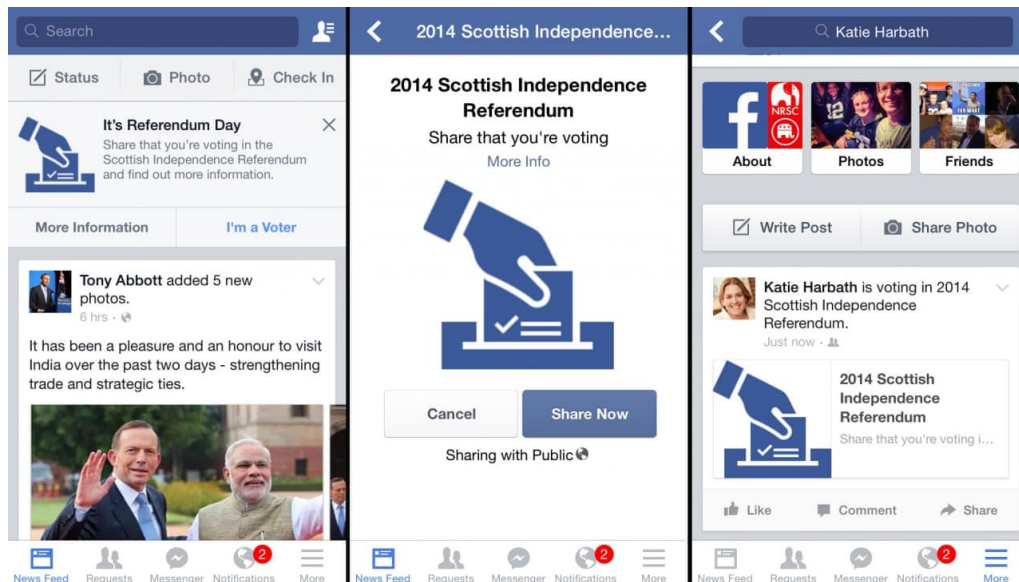 Search
Status
Photo
Check In
It's Referendum Day
Share that you're voting in the
Scottish Independence Referendum
and find out more information.
More Information
I'm a Voter
Tony Abbott added 5 new
photos.
6 hrs ·
It has been a pleasure and an honour to visit
India over the past two days - strengthening
trade and strategic ties.
News Feed
Requests
Messenger
2
Notifications
More
2014 Scottish Independence...
2014 Scottish Independence
Referendum
Share that you're voting
More Info
Cancel
Share Now
Sharing with Public
News Feed
Requests
Messenger
2
Notifications
More
Katie Harbath
NRSC
12
About
Photos
Friends
Write Post
Share Photo
Katie Harbath is voting in 2014
Scottish Independence
Referendum.
Just now ·
2014 Scottish
Independence
Referendum
Share that you're voting i...
Like
Comment
Share
News Feed
Requests
Messenger
2
Notifications
More